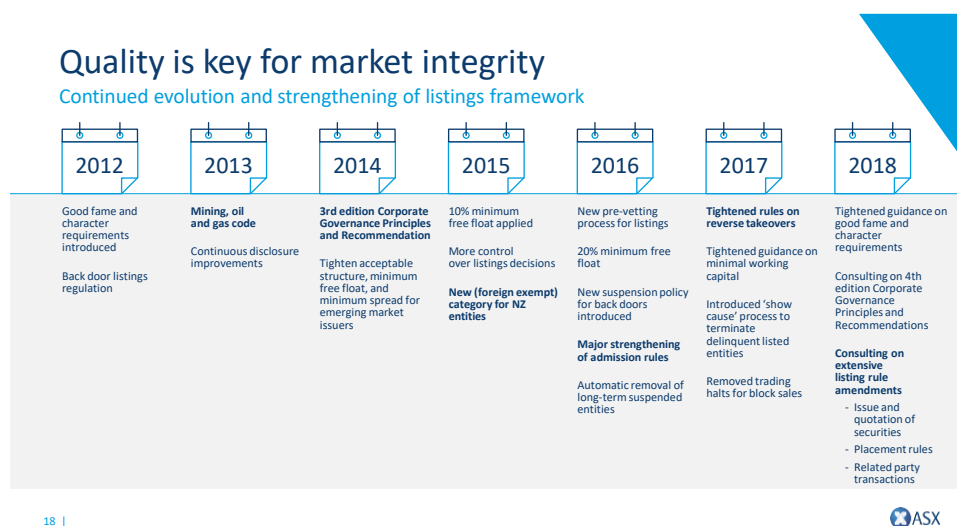 Quality is key for market integrity
Continued evolution and strengthening of listings framework
2012
Good fame and
character
requirements
introduced
Back door listings
regulation
2013
Mining, oil
and gas code
Continuous disclosure
improvements
2014
3rd edition Corporate
Governance Principles
and Recommendation
Tighten acceptable
structure, minimum
free float, and
minimum spread for
emerging market
issuers
2015
10% minimum
free float applied
More control
over listings decisions
New (foreign exempt)
category for NZ
entities
2016
New pre-vetting
process for listings
20% minimum free
float
New suspension policy
for back doors
introduced
Major strengthening
of admission rules
Automatic removal of
long-term suspended
entities
2017
Tightened rules on
reverse takeovers
Tightened guidance on
minimal working
capital
Introduced ‘show
cause’ process to
terminate
delinquent listed
entities
Removed trading
halts for block sales
2018
Tightened guidance on
good fame and
character
requirements
Consulting on 4th
edition Corporate
Governance
Principles and
Recommendations
Consulting on
extensive
listing rule
amendments
- Issue and
quotation of
securities
- Placement rules
- Related party
transactions
18 |
ASX